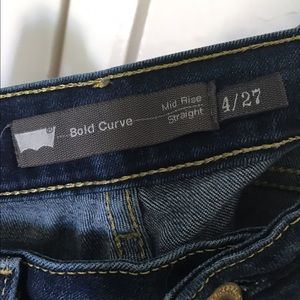 Bold Curve
Mid Rise
Straight
4/27